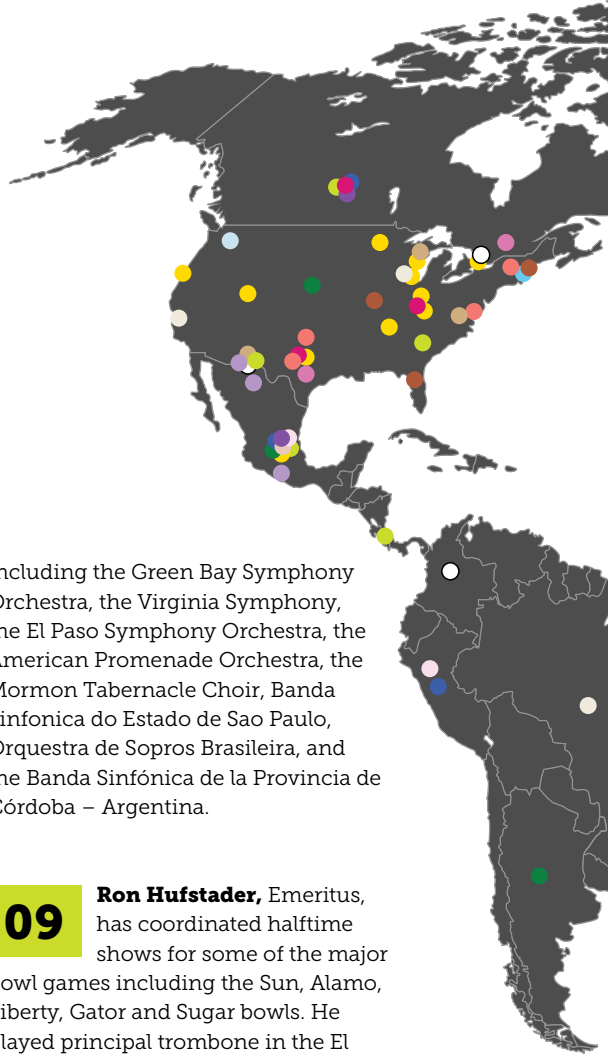 ncluding the Green Bay Symphony
Orchestra, the Virginia Symphony,
he El Paso Symphony Orchestra, the
American Promenade Orchestra, the
Mormon Tabernacle Choir, Banda
infonica do Estado de Sao Paulo,
Orquestra de Sopros Brasileira, and
he Banda Sinfónica de la Provincia de
Córdoba – Argentina.
09
Ron Hufstader, Emeritus,
has coordinated halftime
shows for some of the major
owl games including the Sun, Alamo,
iberty, Gator and Sugar bowls. He
layed principal trombone in the El